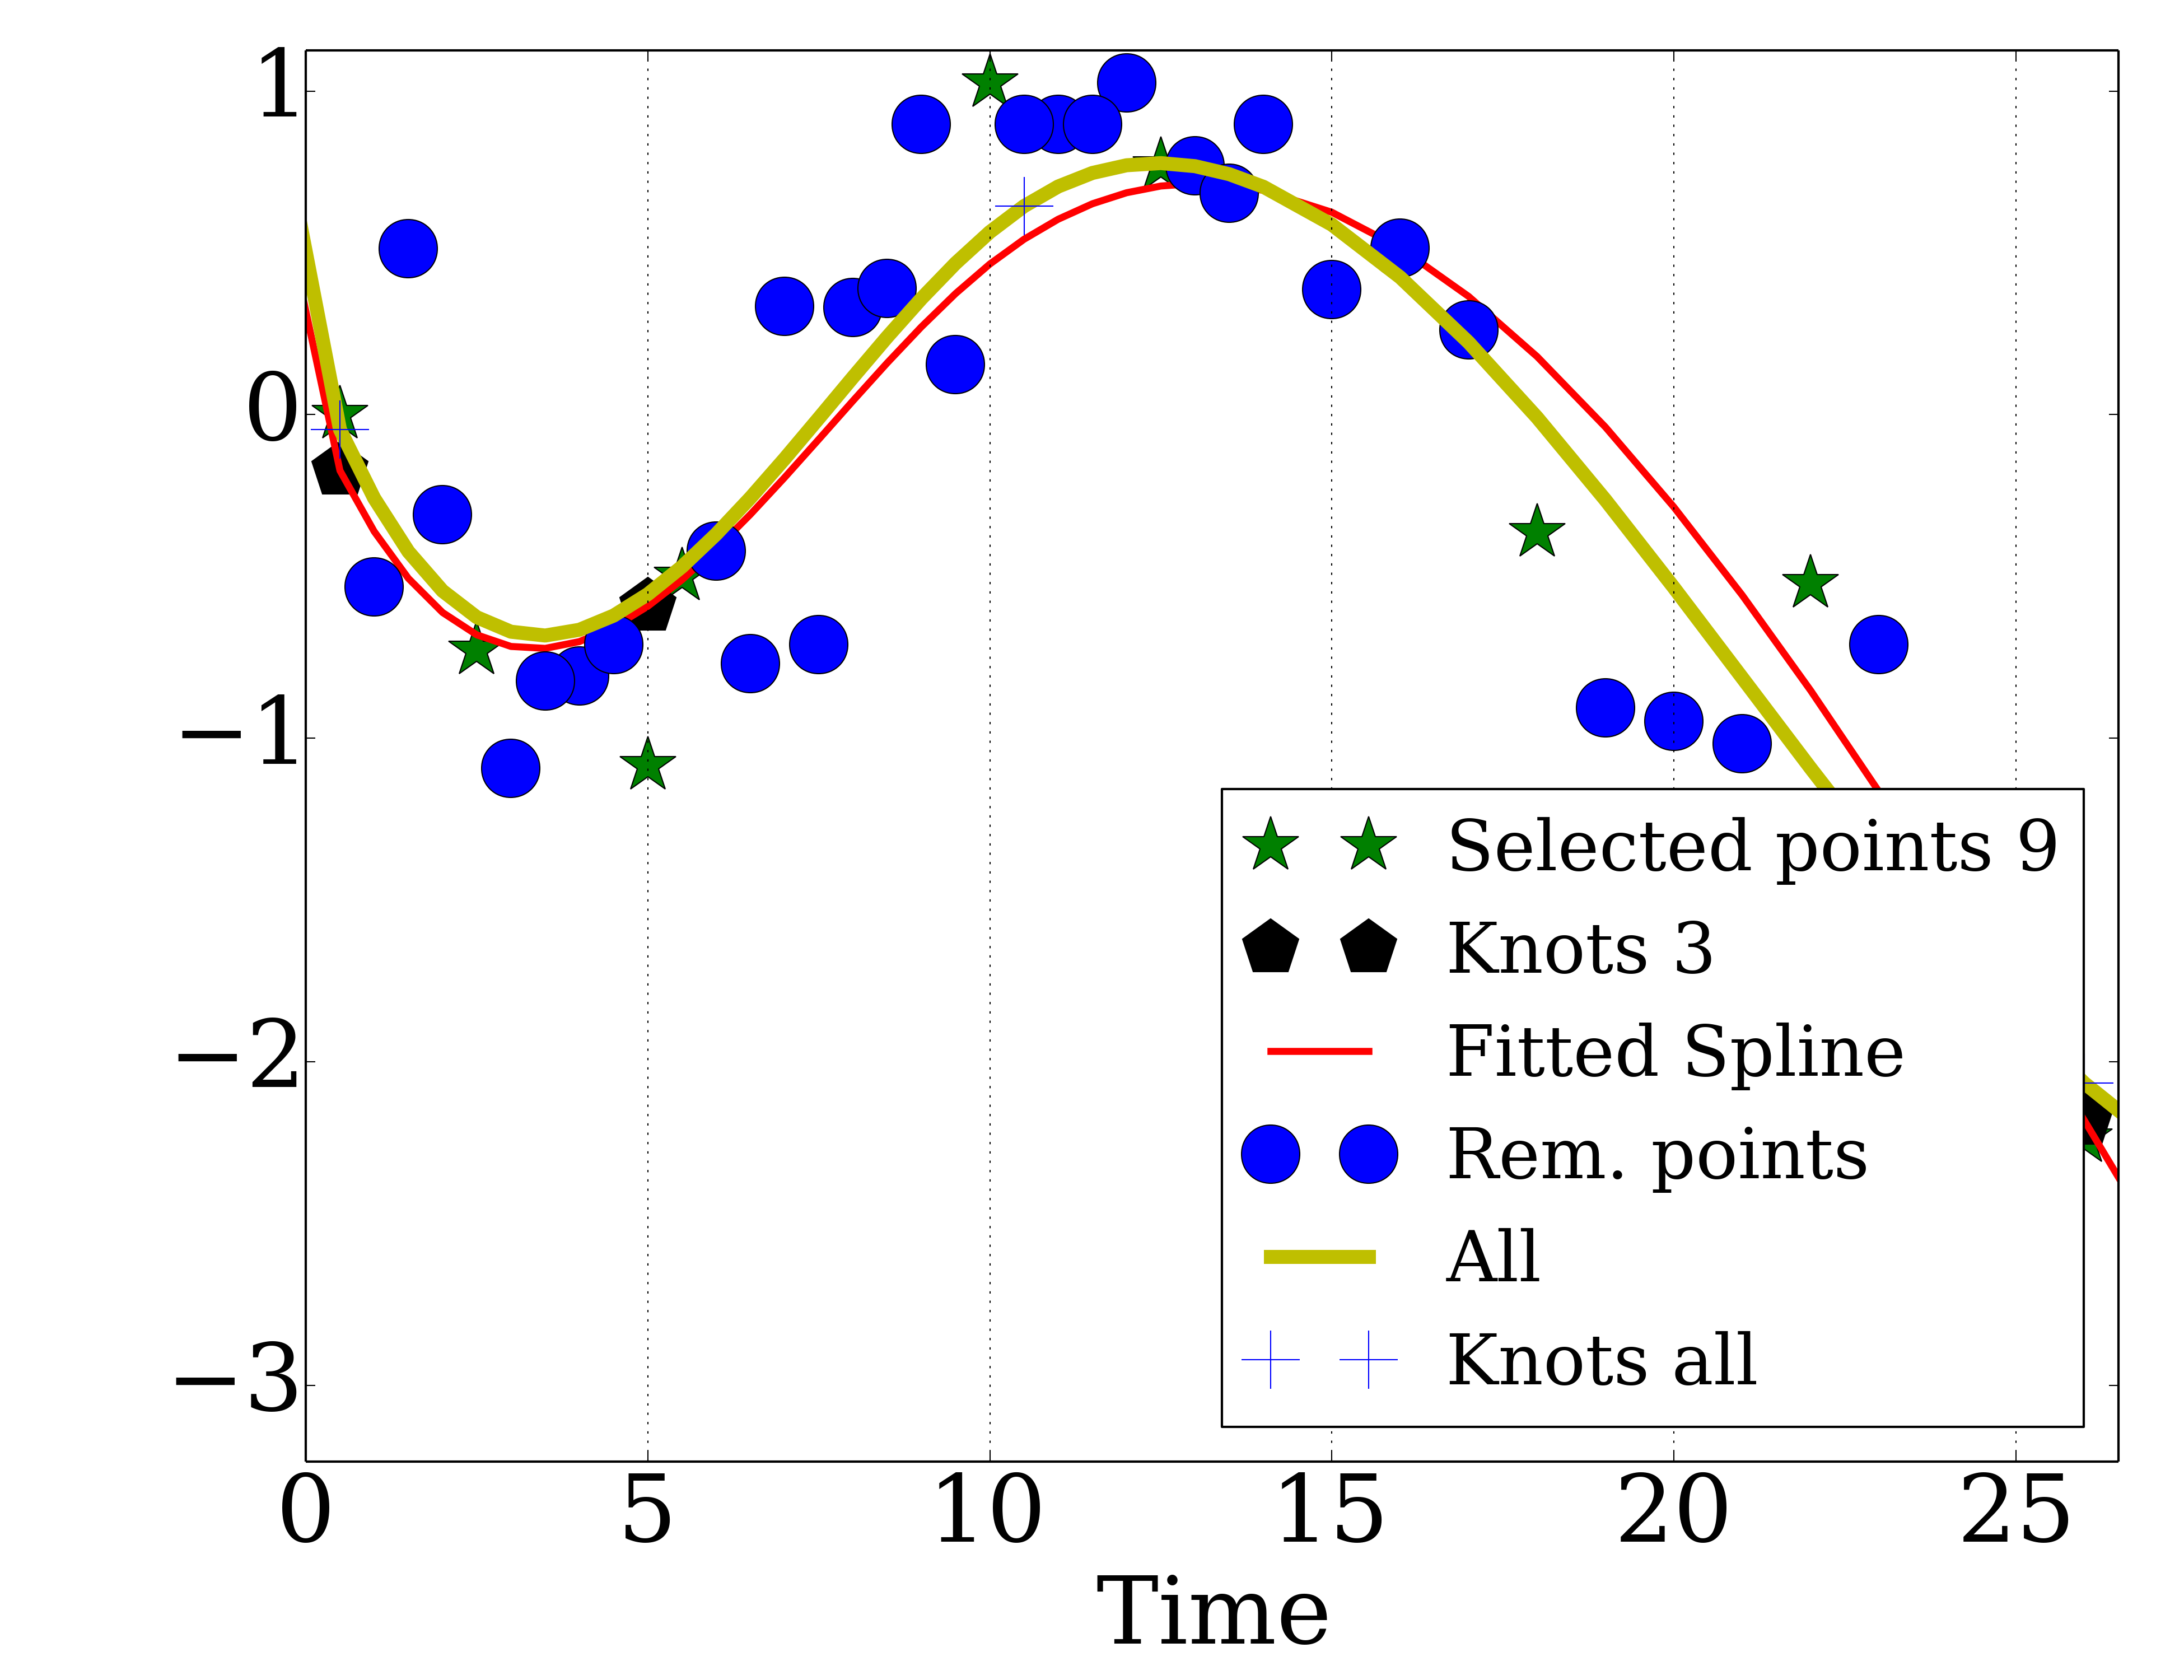 1
0
−1
−2
−3
Selected points 9
Knots 3
Fitted Spline
Rem. points
All
Knots all
0 5 10 15 20 25
Time